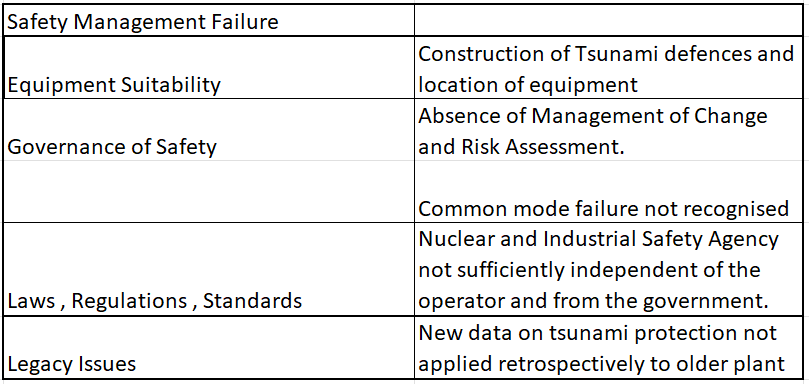 Safety Management Failure
Equipment Suitability
Construction of Tsunami defences and
location of equipment
Governance of Safety
Absence of Management of Change
and Risk Assessment.
Common mode failure not recognised
Laws , Regulations , Standards
Nuclear and Industrial Safety Agency
not sufficiently independent of the
operator and from the government.
Legacy Issues
New data on tsunami protection not
applied retrospectively to older plant